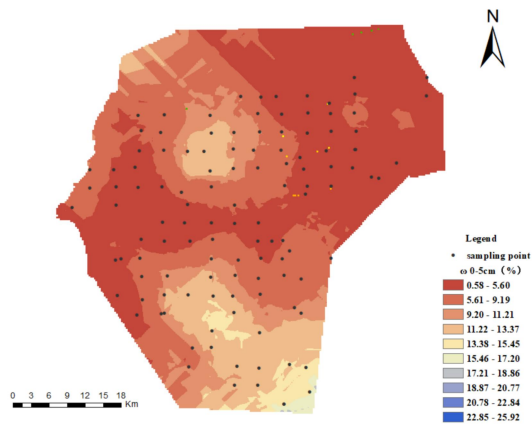 N
Legend
sampling point
ω 0-5cm（%）
0.58 - 5.60
5.61 - 9.19
9.20 - 11.21
11.22 - 13.37
13.38 - 15.45
15.46 - 17.20
17.21 - 18.86
18.87 - 20.77
20.78 - 22.84
22.85 - 25.92
0 3 6 9 12 15 18
Km